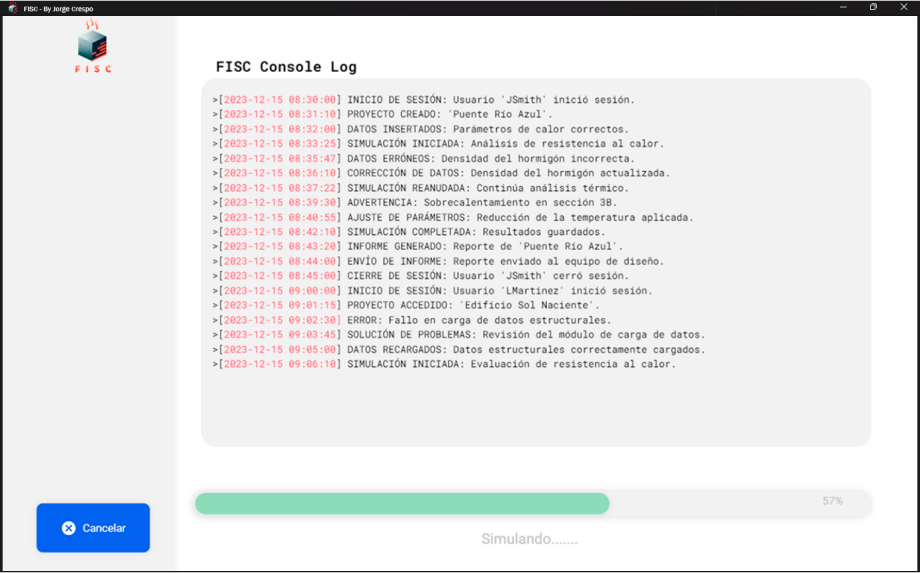 FISC - By Jorge Crespo
FISC
FISC Console Log
>[2023-12-15 08:30:00] INICIO DE SESIÓN: Usuario 'JSmith' inició sesión.
>[2023-12-15 08:31:10] PROYECTO CREADO: 'Puente Río Azul'.
>[2023-12-15 08:32:00] DATOS INSERTADOS: Parámetros de calor correctos.
>[2023-12-15 08:33:25] SIMULACIÓN INICIADA: Análisis de resistencia al calor.
>[2023-12-15 08:35:47] DATOS ERRÓNEOS: Densidad del hormigón incorrecta.
>[2023-12-15 08:36:10] CORRECCIÓN DE DATOS: Densidad del hormigón actualizada.
>[2023-12-15 08:37:22] SIMULACIÓN REANUDADA: Continúa análisis térmico.
>[2023-12-15 08:39:30] ADVERTENCIA: Sobrecalentamiento en sección 3B.
>[2023-12-15 08:40:55] AJUSTE DE PARÁMETROS: Reducción de la temperatura aplicada.
>[2023-12-15 08:42:10] SIMULACIÓN COMPLETADA: Resultados guardados.
>[2023-12-15 08:43:20] INFORME GENERADO: Reporte de 'Puente Río Azul'.
>[2023-12-15 08:44:00] ENVÍO DE INFORME: Reporte enviado al equipo de diseño.
>[2023-12-15 08:45:00] CIERRE DE SESIÓN: Usuario 'JSmith' cerró sesión.
>[2023-12-15 09:00:00] INICIO DE SESIÓN: Usuario 'LMartinez' inició sesión.
>[2023-12-15 09:01:15] PROYECTO ACCEDIDO: 'Edificio Sol Naciente'.
>[2023-12-15 09:02:30] ERROR: Fallo en carga de datos estructurales.
>[2023-12-15 09:03:45] SOLUCIÓN DE PROBLEMAS: Revisión del módulo de carga de datos.
>[2023-12-15 09:05:00] DATOS RECARGADOS: Datos estructurales correctamente cargados.
>[2023-12-15 09:06:10] SIMULACIÓN INICIADA: Evaluación de resistencia al calor.
57%
Cancelar
Simulando.......